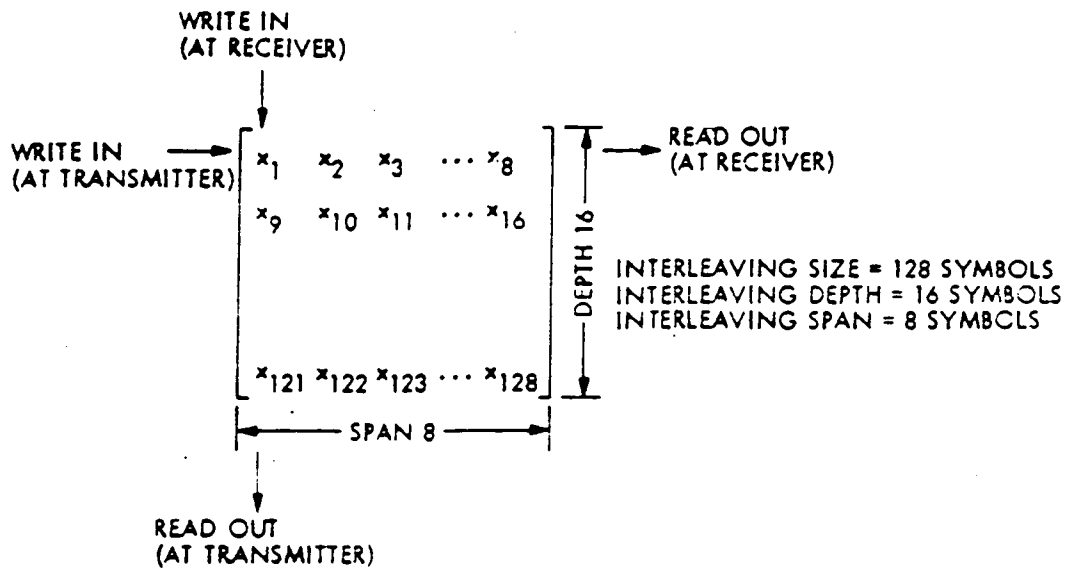 WRITE IN
(AT RECEIVER)
WRITE IN
(AT TRANSMITTER)
READ OUT
(AT RECEIVER)
x1 x2 x3 ... x8
x9 x10 x11 ... x16
x121 x122 x123 ... x128
DEPTH 16
INTERLEAVING SIZE = 128 SYMBOLS
INTERLEAVING DEPTH = 16 SYMBOLS
INTERLEAVING SPAN = 8 SYMBOLS
SPAN 8
READ OUT
(AT TRANSMITTER)